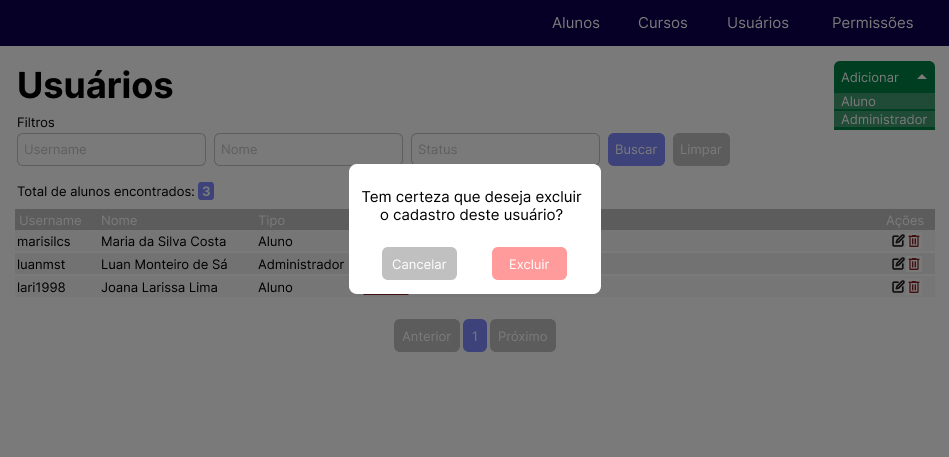 Alunos Cursos Usuários Permissões
Usuários
Adicionar
Aluno
Administrador
Filtros
Username Nome Status Buscar Limpar
Total de alunos encontrados: 3
Username Nome Tipo Ações
marisilcs Maria da Silva Costa Aluno
luanmst Luan Monteiro de Sá Administrador
lari1998 Joana Larissa Lima Aluno
Tem certeza que deseja excluir
o cadastro deste usuário?
Cancelar Excluir
Anterior 1 Próximo